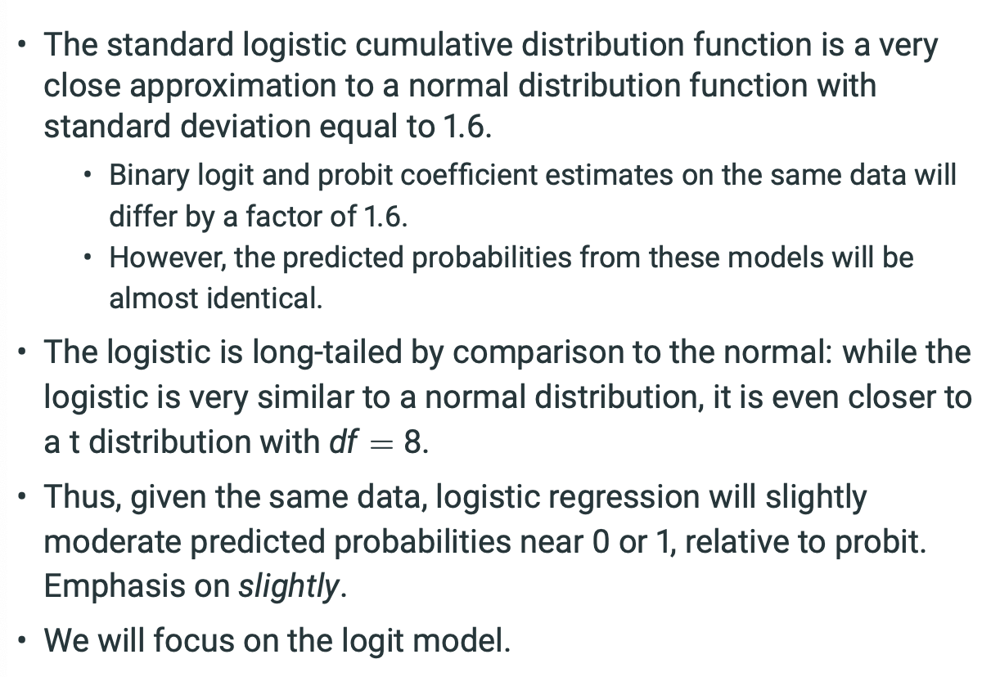 • The standard logistic cumulative distribution function is a very
close approximation to a normal distribution function with
standard deviation equal to 1.6.
• Binary logit and probit coefficient estimates on the same data will
differ by a factor of 1.6.
• However, the predicted probabilities from these models will be
almost identical.
• The logistic is long-tailed by comparison to the normal: while the
logistic is very similar to a normal distribution, it is even closer to
a t distribution with df = 8.
• Thus, given the same data, logistic regression will slightly
moderate predicted probabilities near 0 or 1, relative to probit.
Emphasis on slightly.
• We will focus on the logit model.